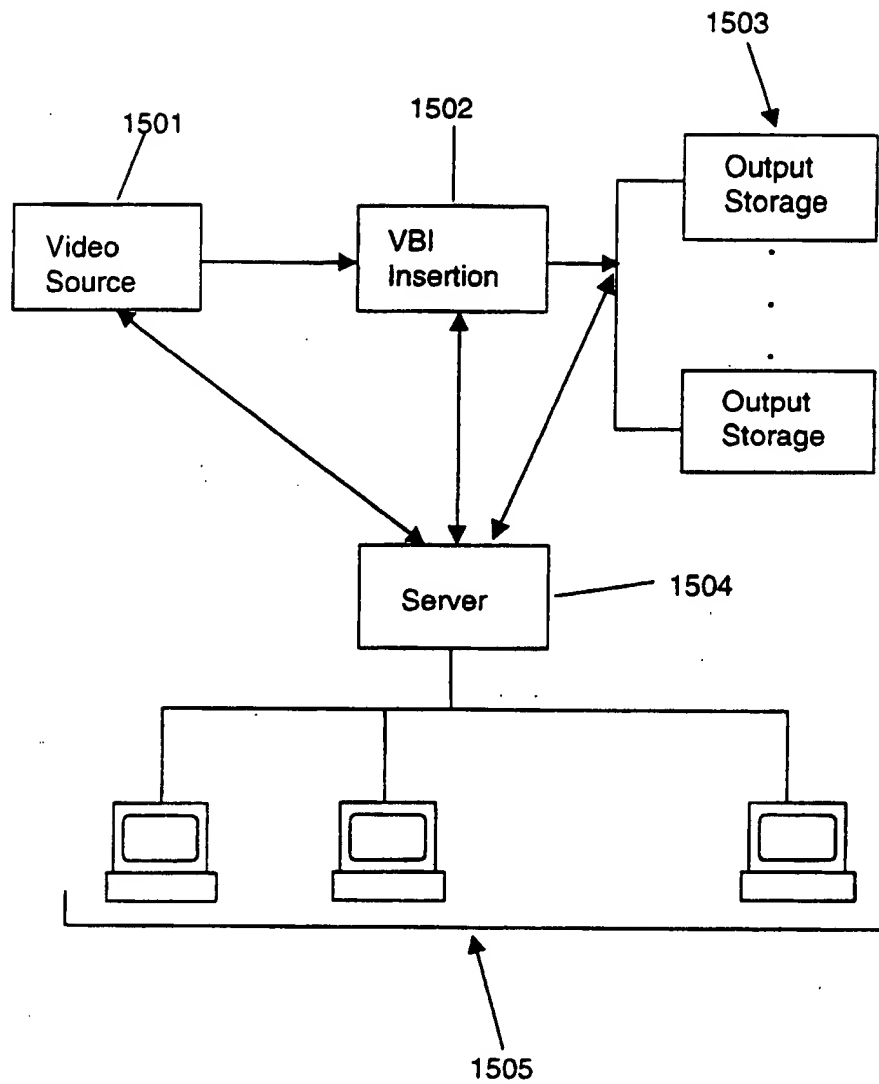 1503
1501
1502
Output
Storage
Video
Source
VBI
Insertion
Output
Storage
Server
1504
1505